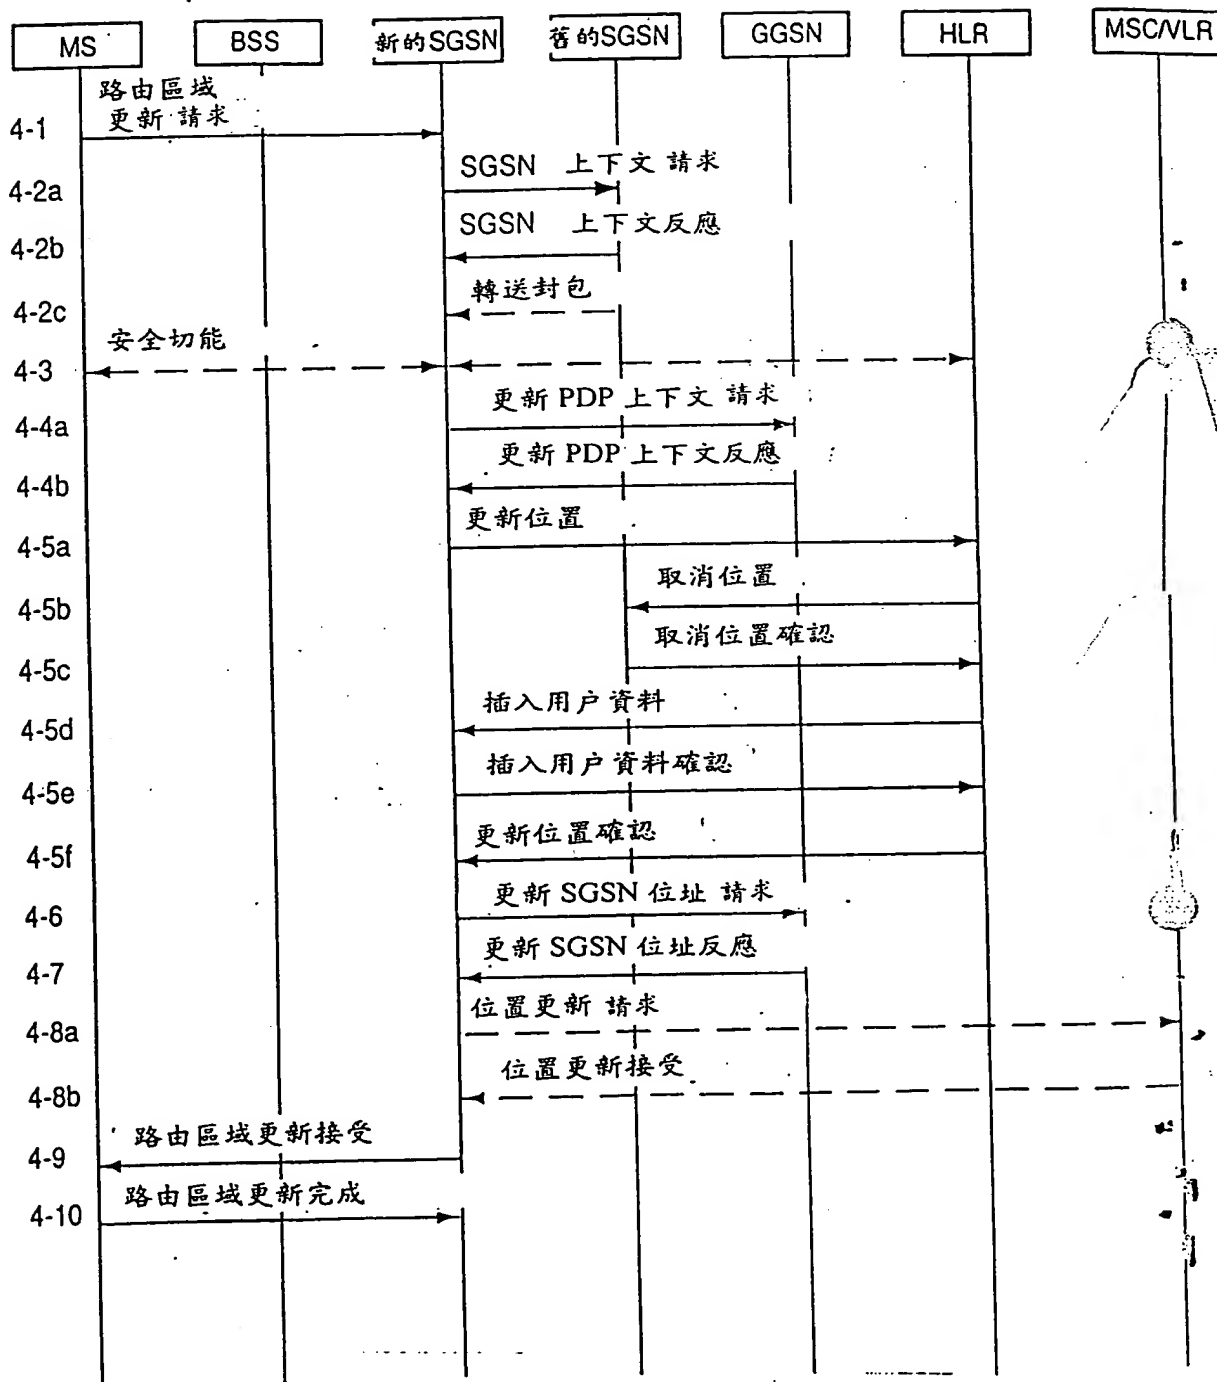 MS
BSS
新的SGSN
舊的SGSN
GGSN
HLR
MSC/VLR
路由區域
4-1 更新 請求
SGSN 上下文 請求
4-2a
SGSN 上下文反應
4-2b
轉送封包
4-2c
安全切能
4-3
更新 PDP 上下文 請求
4-4a
更新 PDP 上下文反應
4-4b
更新位置
4-5a
取消位置
4-5b
取消位置確認
4-5c
插入用户資料
4-5d
插入用户資料確認
4-5e
更新位置確認
4-5f
更新 SGSN 位址 請求
4-6
更新 SGSN 位址反應
4-7
位置更新 請求
4-8a
位置更新接受
4-8b
路由區域更新接受
4-9
路由區域更新完成
4-10